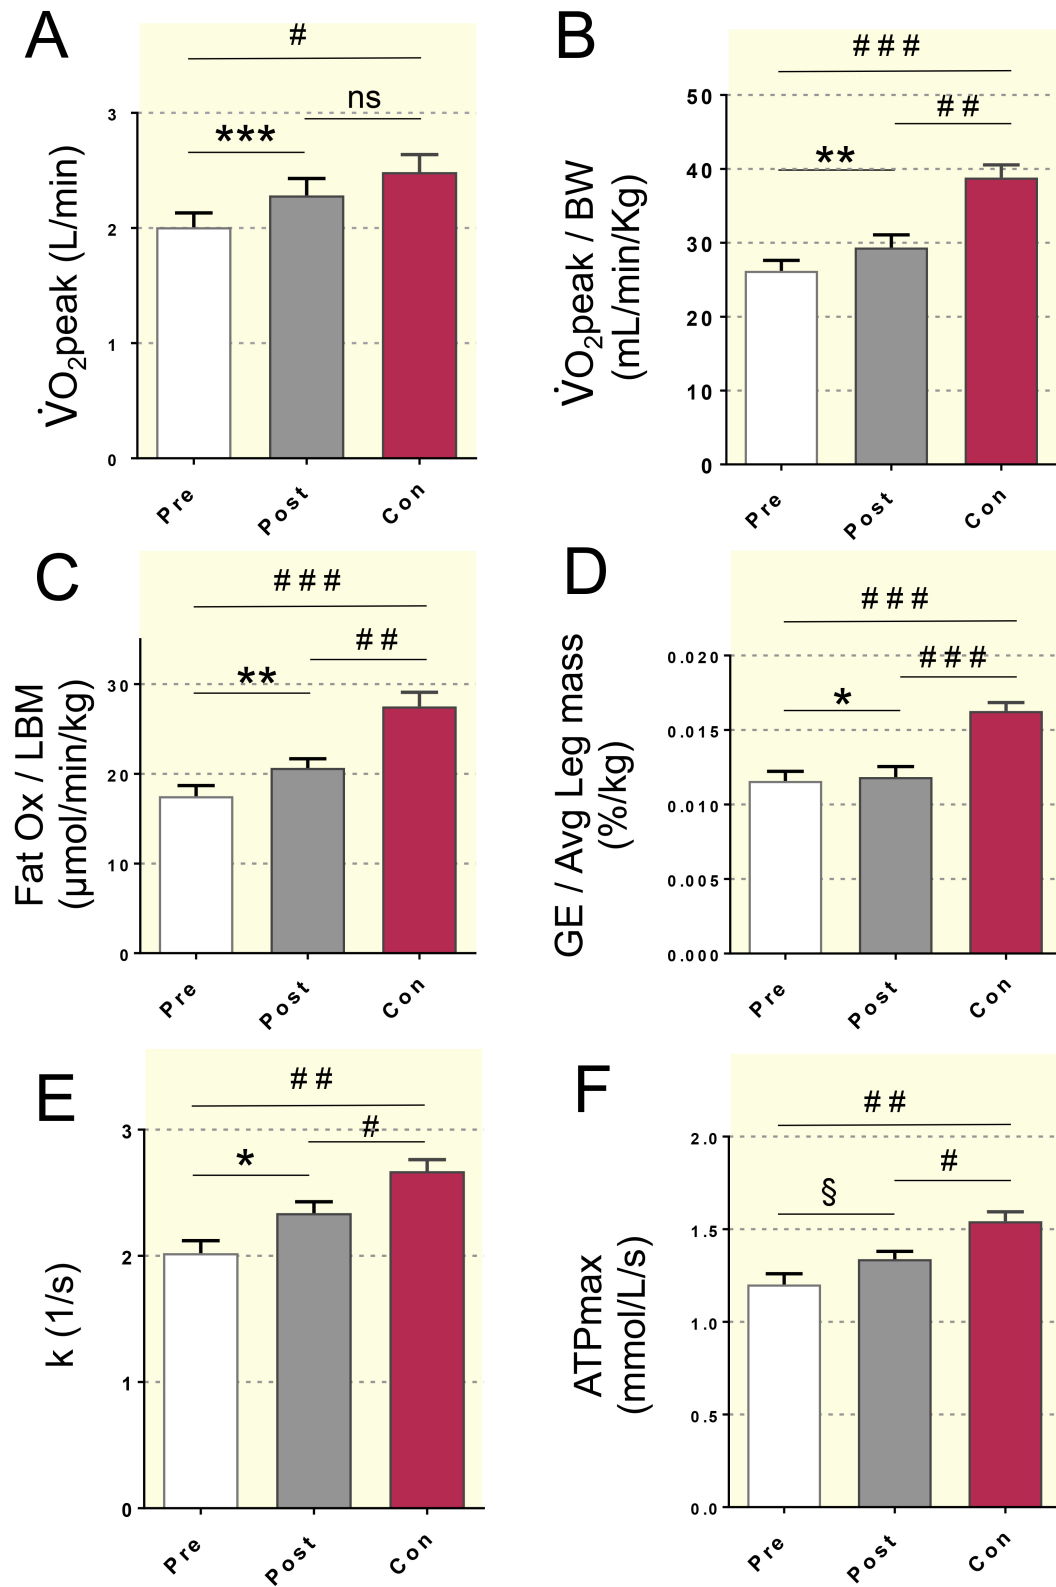 A
#
ns
***
3
2
1
0
V̇O₂peak (L/min)
Pre
Post
Con
B
###
##
**
50
40
30
20
10
0
V̇O₂peak / BW
(mL/min/Kg)
Pre
Post
Con
C
###
##
**
30
20
10
0
Fat Ox / LBM
(µmol/min/kg)
Pre
Post
Con
D
###
###
*
0.020
0.015
0.010
0.005
0.000
GE / Avg Leg mass
(%/kg)
Pre
Post
Con
E
##
#
*
3
2
1
0
k (1/s)
Pre
Post
Con
F
##
#
§
2.0
1.5
1.0
0.5
0.0
ATPmax
(mmol/L/s)
Pre
Post
Con